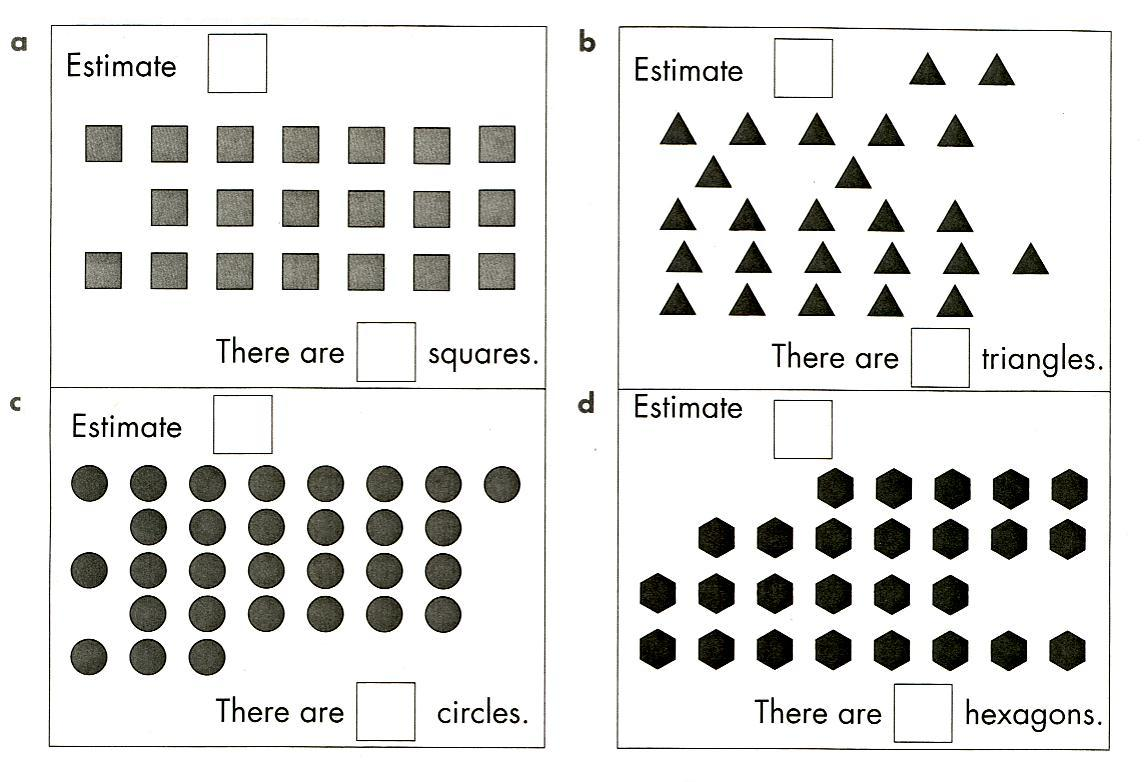 a
Estimate
There are squares.
b
Estimate
There are triangles.
c
Estimate
There are circles.
d
Estimate
There are hexagons.